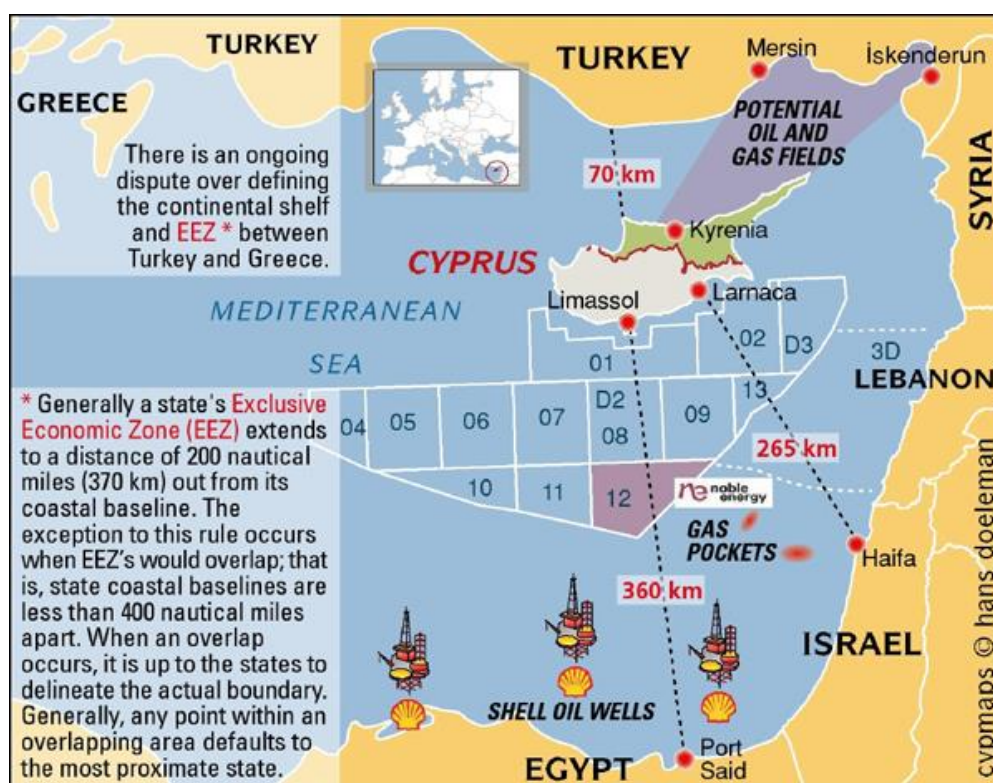 TURKEY
GREECE
There is an ongoing
dispute over defining
the continental shelf
and EEZ * between
Turkey and Greece.
TURKEY
Mersin
İskenderun
POTENTIAL
OIL AND
GAS FIELDS
SYRIA
70 km
Kyrenia
CYPRUS
Larnaca
Limassol
MEDITERRANEAN
SEA
01
02
D3
3D
LEBANON
04
05
06
07
D2
08
09
13
10
11
12
265 km
noble
energy
GAS
POCKETS
Haifa
360 km
ISRAEL
SHELL OIL WELLS
EGYPT
Port
Said
* Generally a state's Exclusive
Economic Zone (EEZ) extends
to a distance of 200 nautical
miles (370 km) out from its
coastal baseline. The
exception to this rule occurs
when EEZ's would overlap; that
is, state coastal baselines are
less than 400 nautical miles
apart. When an overlap
occurs, it is up to the states to
delineate the actual boundary.
Generally, any point within an
overlapping area defaults to
the most proximate state.
cypmaps © hans doeleman